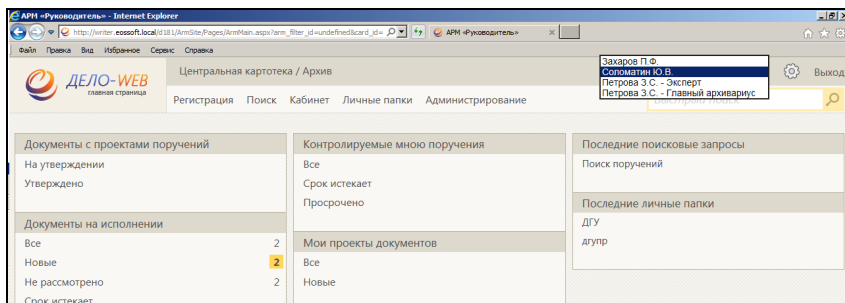 АРМ «Руководитель» - Internet Explorer
http://writer.eossoft.local/d181/ArmSite/Pages/ArmMain.aspx?arm_filter_id=undefined&card_id=
АРМ «Руководитель»
Файл Правка Вид Избранное Сервис Справка
ДЕЛО-WEB
главная страница
Центральная картотека / Архив
Захаров П.Ф.
Соломатин Ю.В.
Петрова З.С. - Эксперт
Петрова З.С. - Главный архивариус
Выход
Регистрация Поиск Кабинет Личные папки Администрирование
Быстрый поиск
Документы с проектами поручений
На утверждении
Утверждено
Документы на исполнении
Все 2
Новые 2
Не рассмотрено 2
Срок истекает
Контролируемые мною поручения
Все
Срок истекает
Просрочено
Мои проекты документов
Все
Новые
Последние поисковые запросы
Поиск поручений
Последние личные папки
ДГУ
дгупр